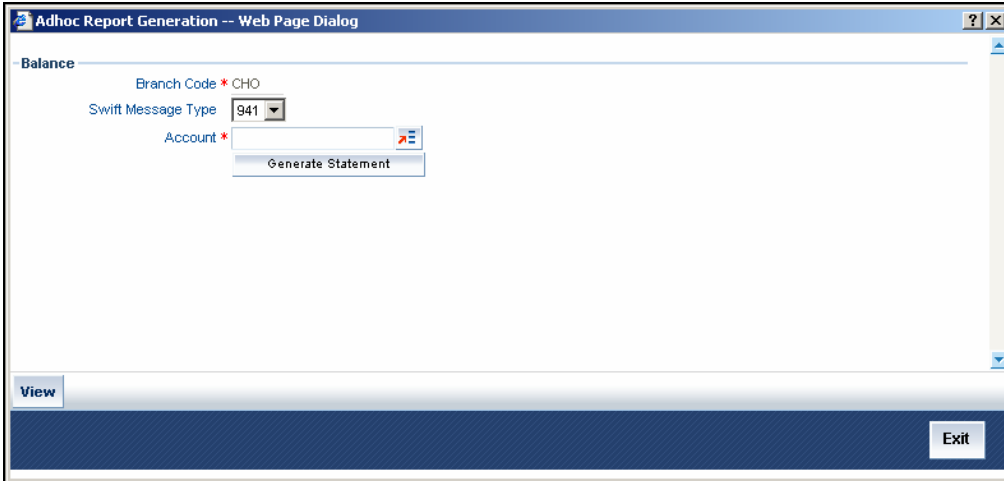 Adhoc Report Generation -- Web Page Dialog
Balance
Branch Code * CHO
Swift Message Type 941
Account *
Generate Statement
View
Exit